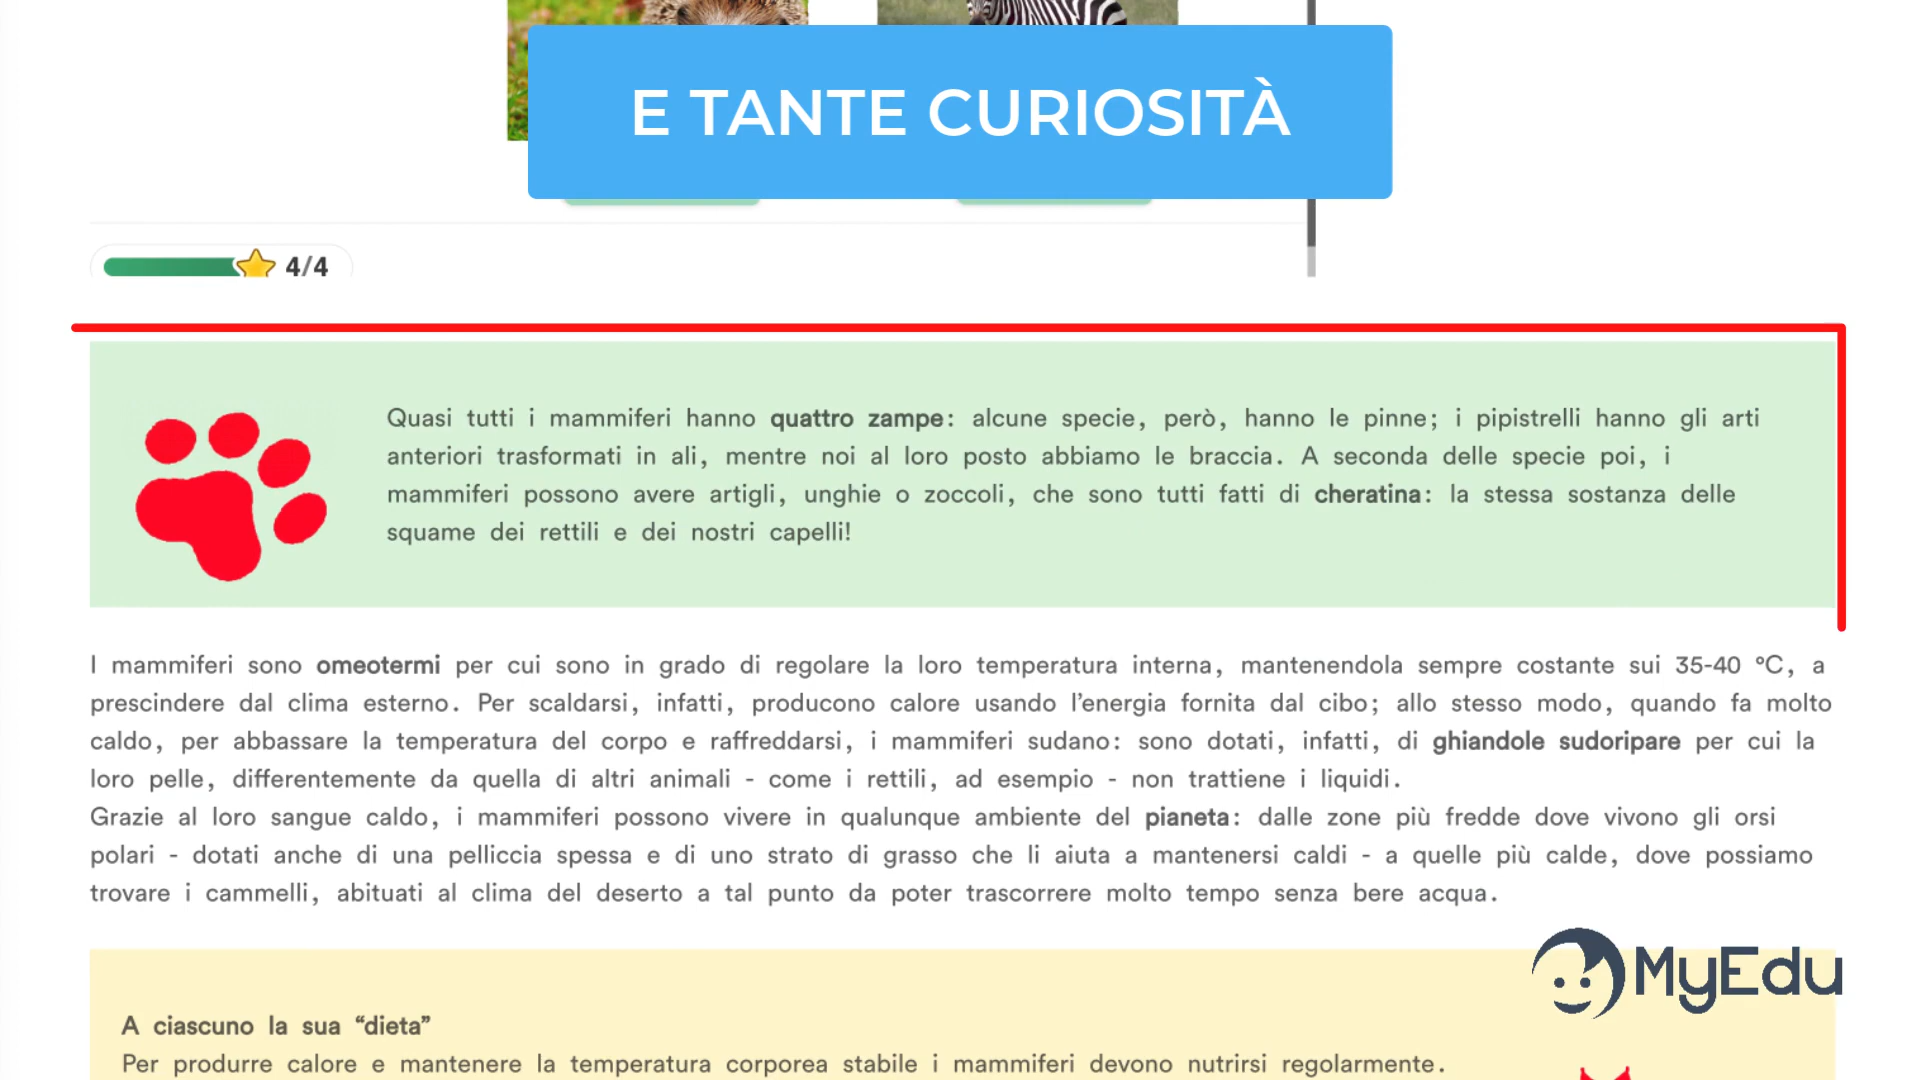 E TANTE CURIOSITÀ
4/4
Quasi tutti i mammiferi hanno quattro zampe: alcune specie, però, hanno le pinne; i pipistrelli hanno gli arti
anteriori trasformati in ali, mentre noi al loro posto abbiamo le braccia. A seconda delle specie poi, i
mammiferi possono avere artigli, unghie o zoccoli, che sono tutti fatti di cheratina: la stessa sostanza delle
squame dei rettili e dei nostri capelli!
I mammiferi sono omeotermi per cui sono in grado di regolare la loro temperatura interna, mantenendola sempre costante sui 35-40 °C, a
prescindere dal clima esterno. Per scaldarsi, infatti, producono calore usando l'energia fornita dal cibo; allo stesso modo, quando fa molto
caldo, per abbassare la temperatura del corpo e raffreddarsi, i mammiferi sudano: sono dotati, infatti, di ghiandole sudoripare per cui la
loro pelle, differentemente da quella di altri animali - come i rettili, ad esempio - non trattiene i liquidi.
Grazie al loro sangue caldo, i mammiferi possono vivere in qualunque ambiente del pianeta: dalle zone più fredde dove vivono gli orsi
polari - dotati anche di una pelliccia spessa e di uno strato di grasso che li aiuta a mantenersi caldi - a quelle più calde, dove possiamo
trovare i cammelli, abituati al clima del deserto a tal punto da poter trascorrere molto tempo senza bere acqua.
MyEdu
A ciascuno la sua “dieta”
Per produrre calore e mantenere la temperatura corporea stabile i mammiferi devono nutrirsi regolarmente.